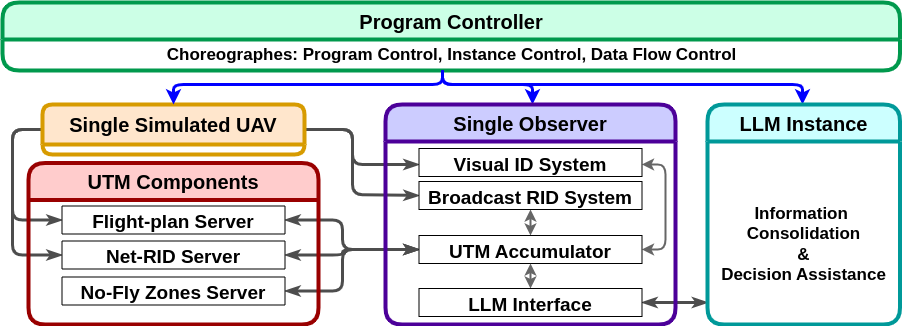 Program Controller
Choreographes: Program Control, Instance Control, Data Flow Control
Single Simulated UAV
Single Observer
LLM Instance
UTM Components
Flight-plan Server
Net-RID Server
No-Fly Zones Server
Visual ID System
Broadcast RID System
UTM Accumulator
LLM Interface
Information
Consolidation
&
Decision Assistance